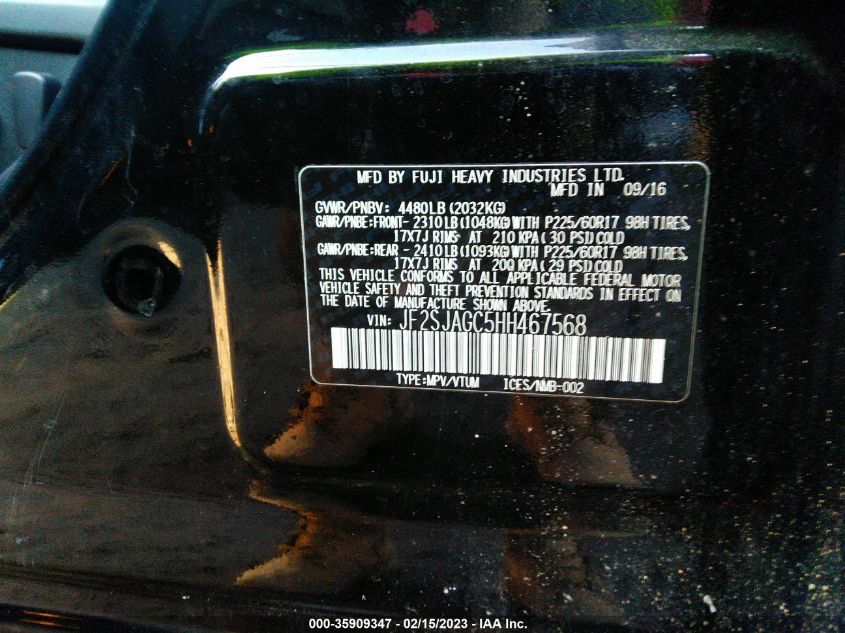 MFD BY FUJI HEAVY INDUSTRIES LTD.
MFD IN 09/16
GVWR/PNBV: 4480LB(2032KG)
GAWR/PNBE:FRONT- 2310LB(1048KG)WITH P225/60R17 98H TIRES,
17X7J RIMS AT 210 KPA(30 PSI)COLD
GAWR/PNBE:REAR - 2410LB(1093KG)WITH P225/60R17 98H TIRES,
17X7J RIMS AT 200 KPA(29 PSI)COLD
THIS VEHICLE CONFORMS TO ALL APPLICABLE FEDERAL MOTOR
VEHICLE SAFETY AND THEFT PREVENTION STANDARDS IN EFFECT ON
THE DATE OF MANUFACTURE SHOWN ABOVE.
VIN: JF2SJAGC5HH467568
TYPE:MPV/VTUM ICES/NMB-002
000-35909347 - 02/15/2023 - IAA Inc.